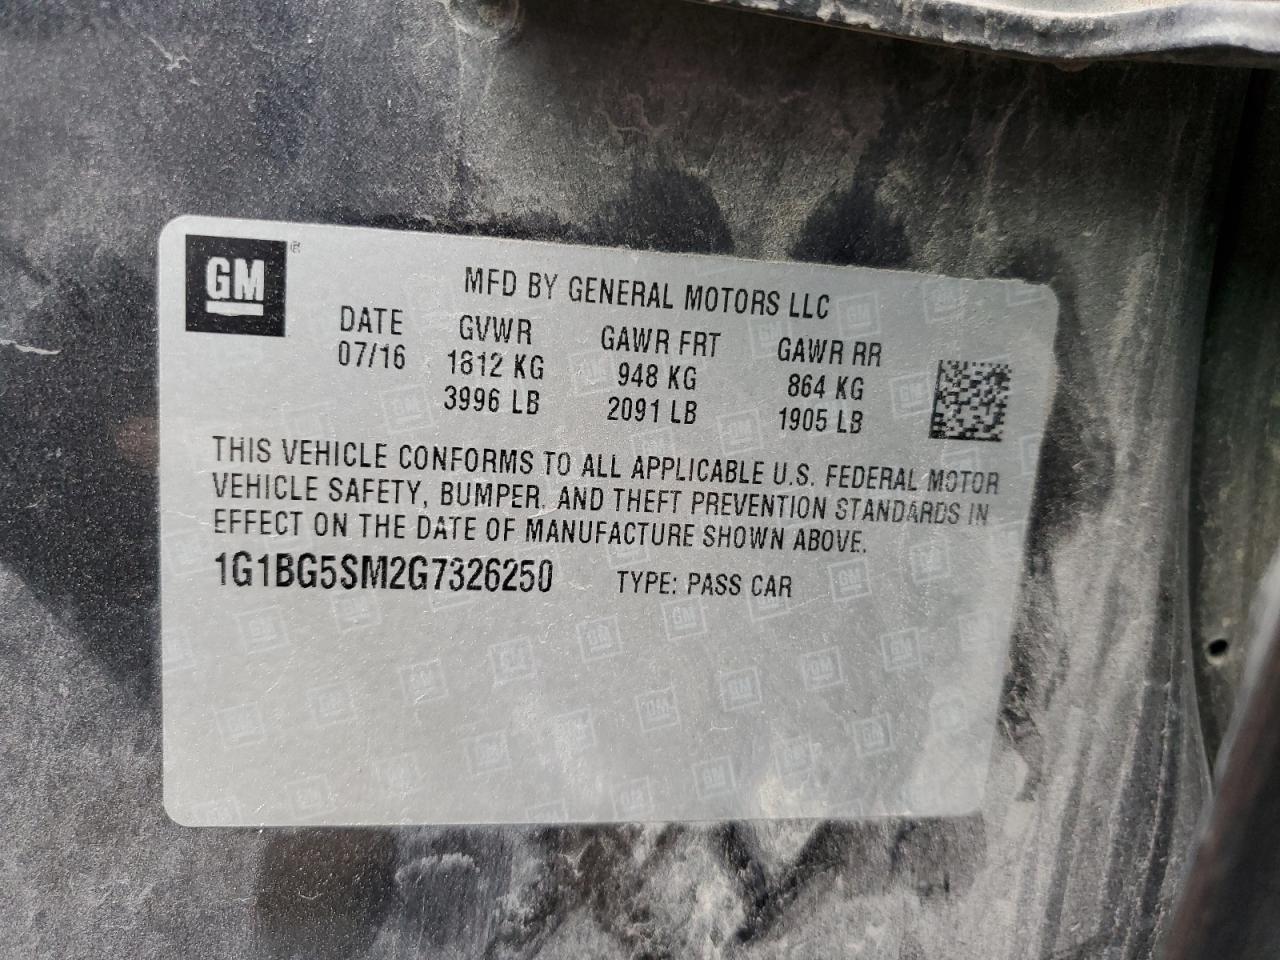 GM®
MFD BY GENERAL MOTORS LLC
DATE GVWR GAWR FRT GAWR RR
07/16 1812 KG 948 KG 864 KG
3996 LB 2091 LB 1905 LB
THIS VEHICLE CONFORMS TO ALL APPLICABLE U.S. FEDERAL MOTOR
VEHICLE SAFETY, BUMPER, AND THEFT PREVENTION STANDARDS IN
EFFECT ON THE DATE OF MANUFACTURE SHOWN ABOVE.
1G1BG5SM2G7326250 TYPE: PASS CAR